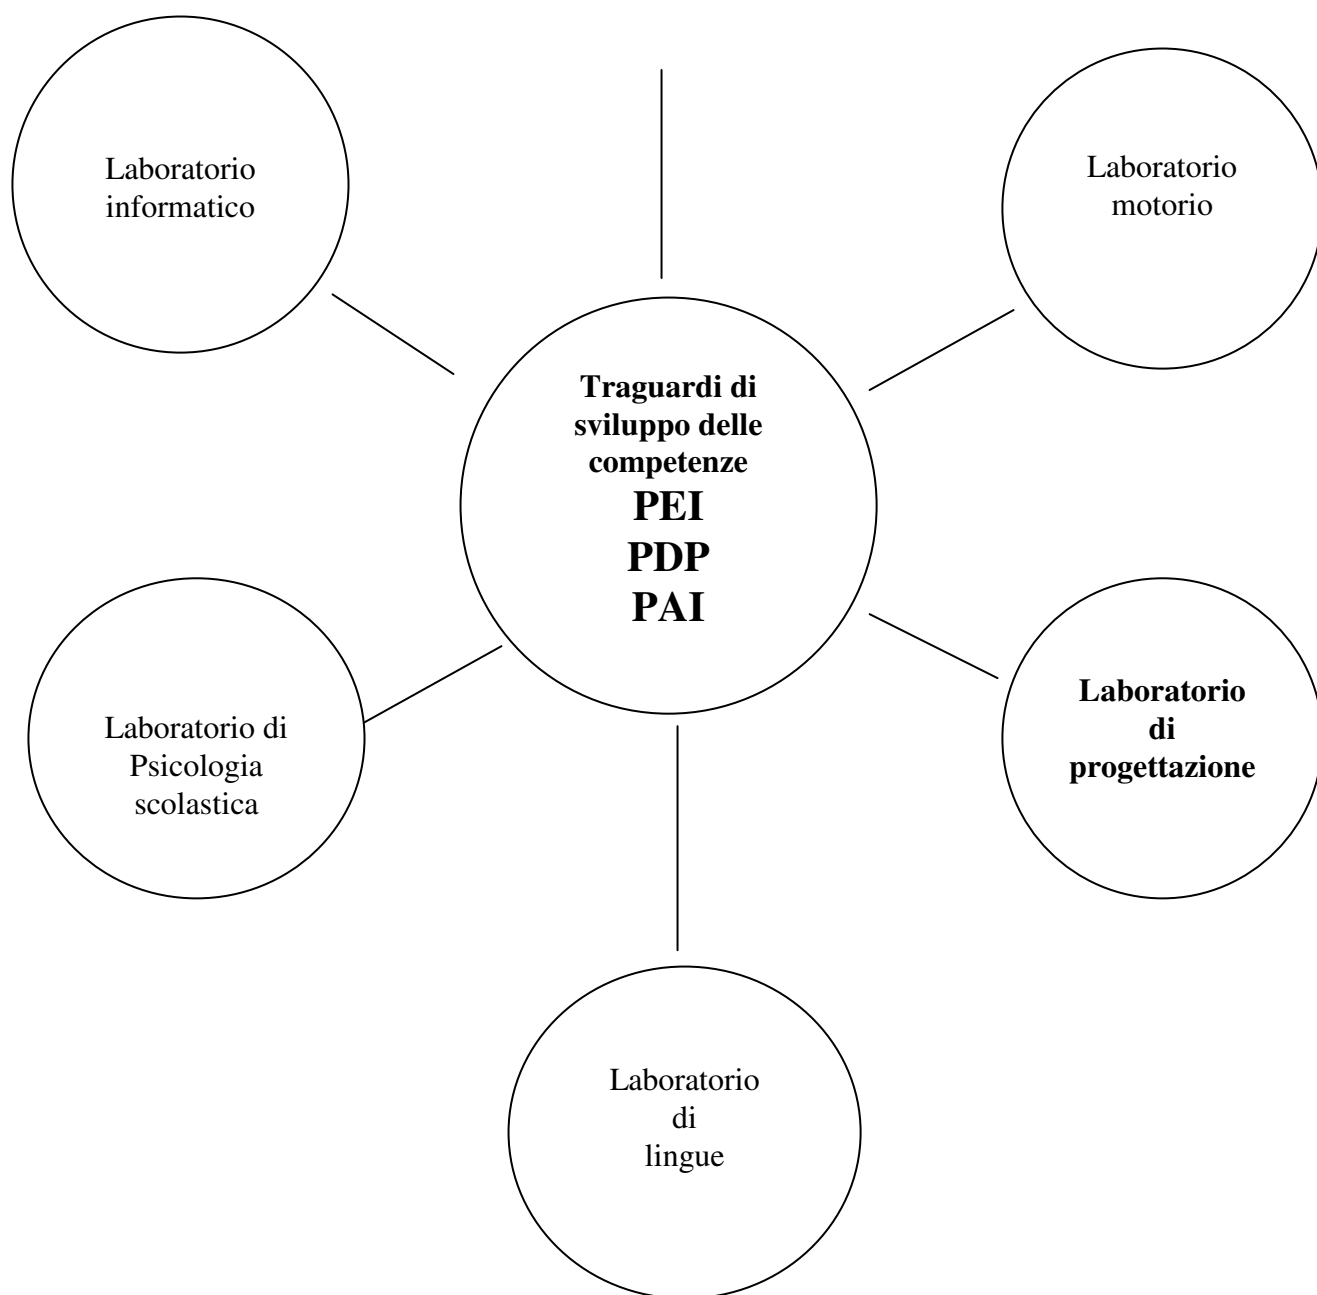 Laboratorio
informatico
Laboratorio
motorio
Traguardi di
sviluppo delle
competenze
PEI
PDP
PAI
Laboratorio di
Psicologia
scolastica
Laboratorio
di
progettazione
Laboratorio
di
lingue